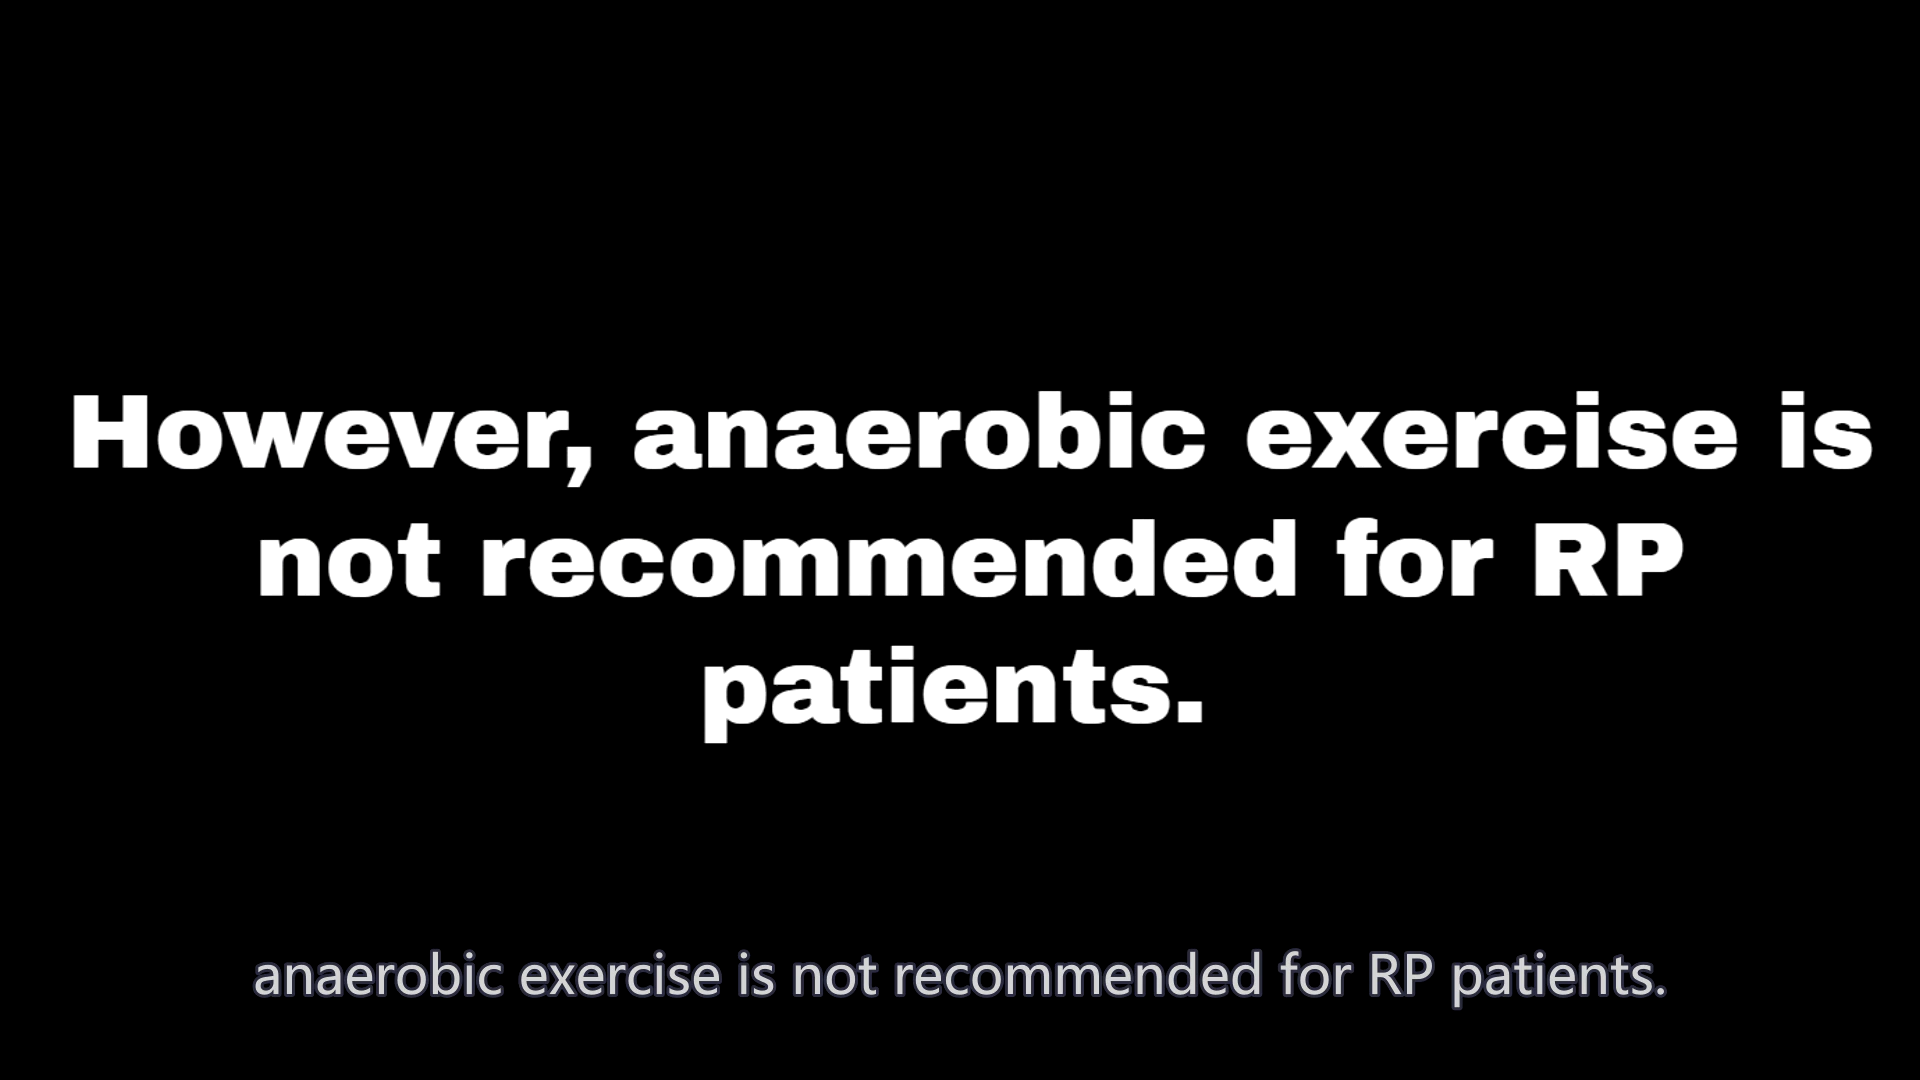 However, anaerobic exercise is
not recommended for RP
patients.
anaerobic exercise is not recommended for RP patients.